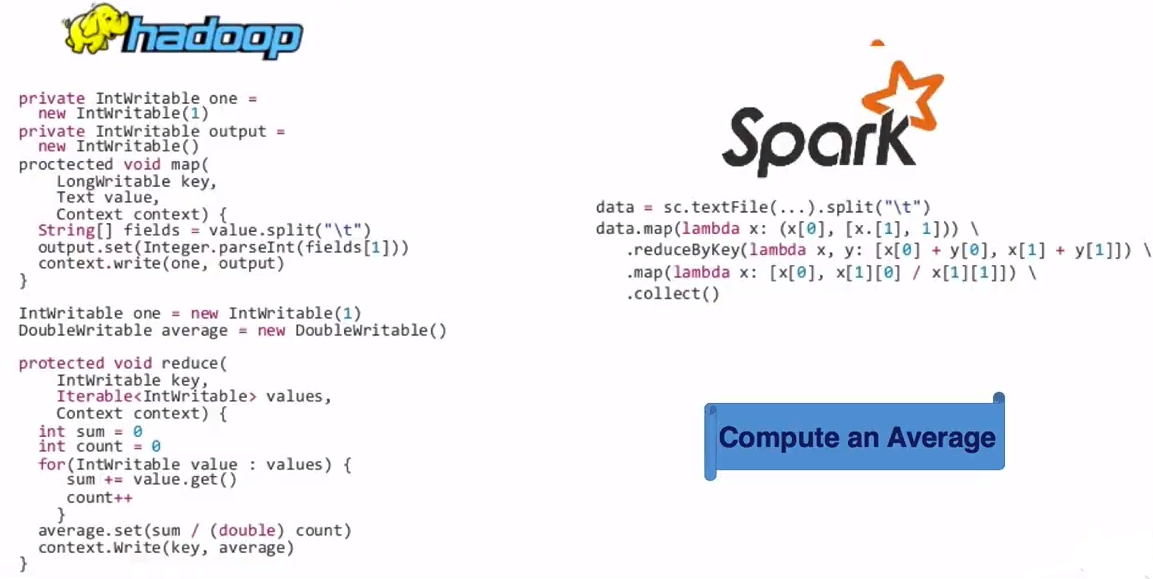 hadoop
private IntWritable one =
new IntWritable(1)
private IntWritable output =
new IntWritable()
proctected void map(
LongWritable key,
Text value,
Context context) {
String[] fields = value.split("\t")
output.set(Integer.parseInt(fields[1]))
context.write(one, output)
}
IntWritable one = new IntWritable(1)
DoubleWritable average = new DoubleWritable()
protected void reduce(
IntWritable key,
Iterable<IntWritable> values,
Context context) {
int sum = 0
int count = 0
for(IntWritable value : values) {
sum += value.get()
count++
}
average.set(sum / (double) count)
context.Write(key, average)
}
Spark
data = sc.textFile(...).split("\t")
data.map(lambda x: (x[0], [x.[1], 1])) \
.reduceByKey(lambda x, y: [x[0] + y[0], x[1] + y[1]]) \
.map(lambda x: [x[0], x[1][0] / x[1][1]]) \
.collect()
Compute an Average